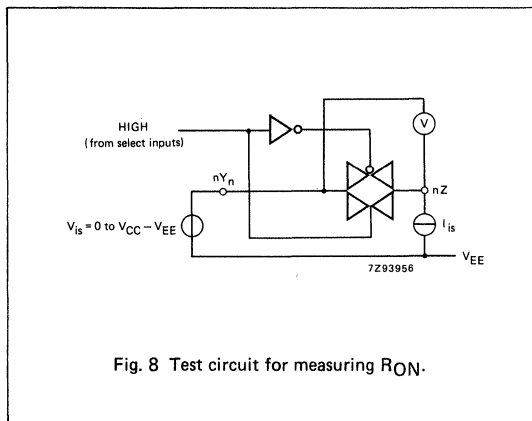 HIGH
(from select inputs)
V
nYn
nZ
Vis = 0 to VCC – VEE
Iis
VEE
7Z93956
Fig. 8 Test circuit for measuring RON.